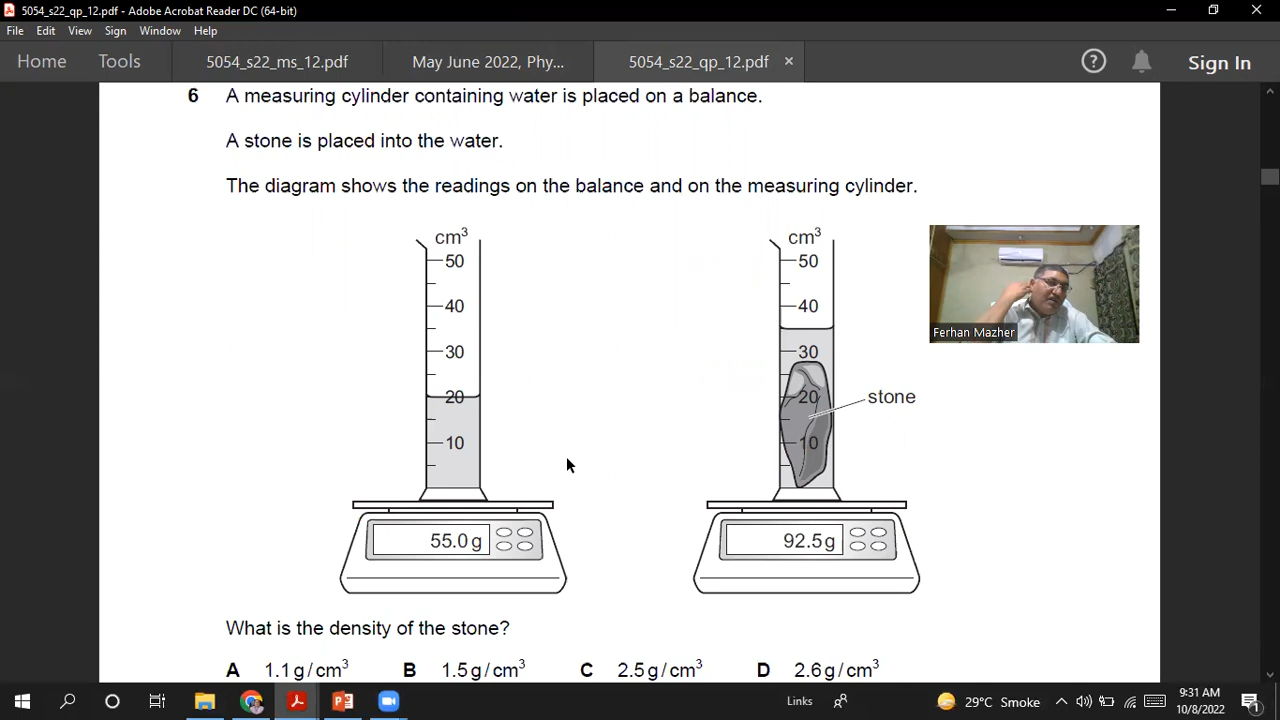 5054_s22_qp_12.pdf - Adobe Acrobat Reader DC (64-bit)
File Edit View Sign Window Help
Home Tools 5054_s22_ms_12.pdf May June 2022, Phy... 5054_s22_qp_12.pdf × Sign In
6 A measuring cylinder containing water is placed on a balance.
A stone is placed into the water.
The diagram shows the readings on the balance and on the measuring cylinder.
cm³ cm³
50 50
40 40
Ferhan Mazher
30 30
20 20 stone
10 10
55.0 g 92.5 g
What is the density of the stone?
A 1.1 g / cm³ B 1.5 g / cm³ C 2.5 g / cm³ D 2.6 g / cm³
Links 29°C Smoke 9:31 AM
10/8/2022